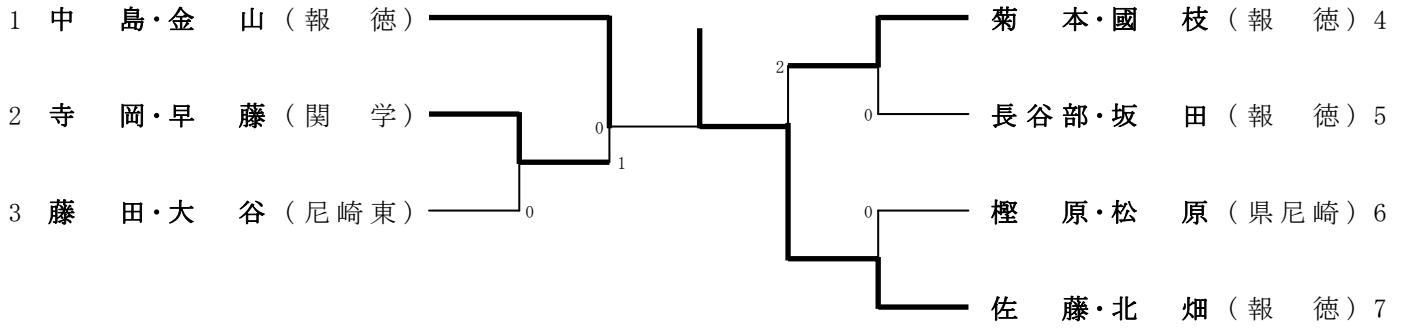 1 中 島・金 山 (報 徳)
2 寺 岡・早 藤 (関 学)
3 藤 田・大 谷 (尼崎東)
0
1
0
2
0
0
菊 本・國 枝 (報 徳) 4
長谷部・坂 田 (報 徳) 5
樫 原・松 原 (県尼崎) 6
佐 藤・北 畑 (報 徳) 7